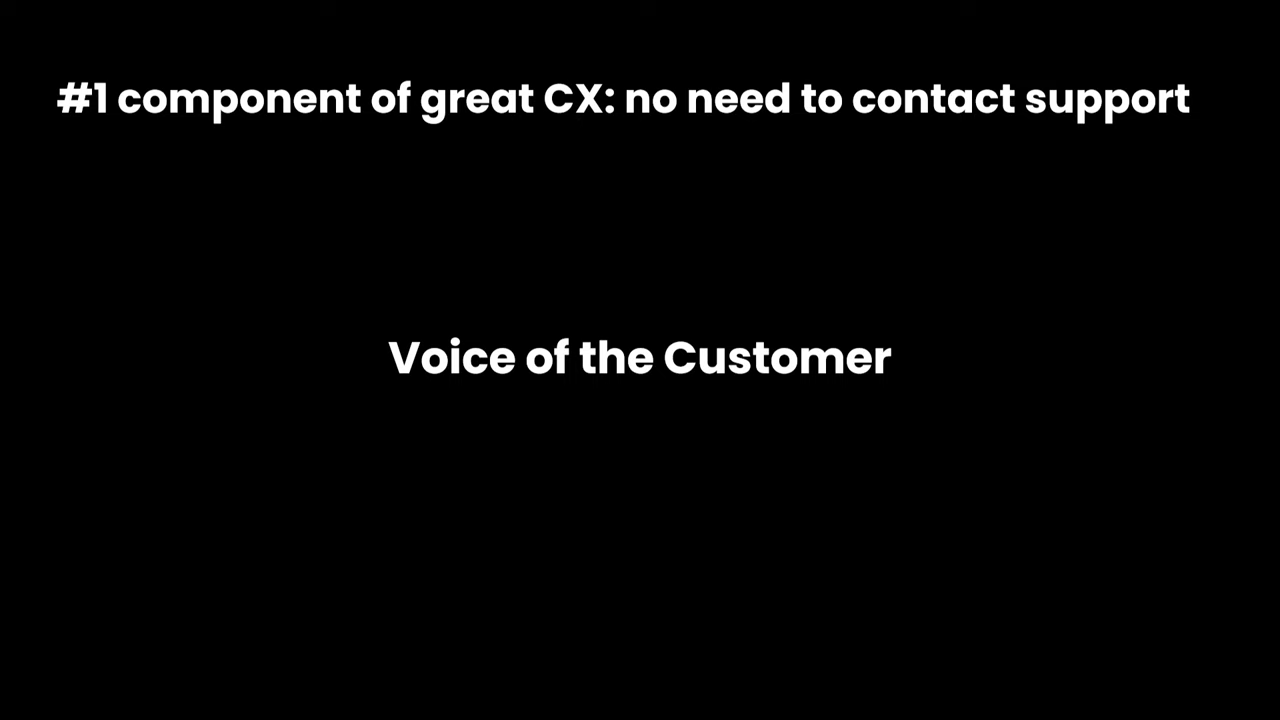 #1 component of great CX: no need to contact support
Voice of the Customer